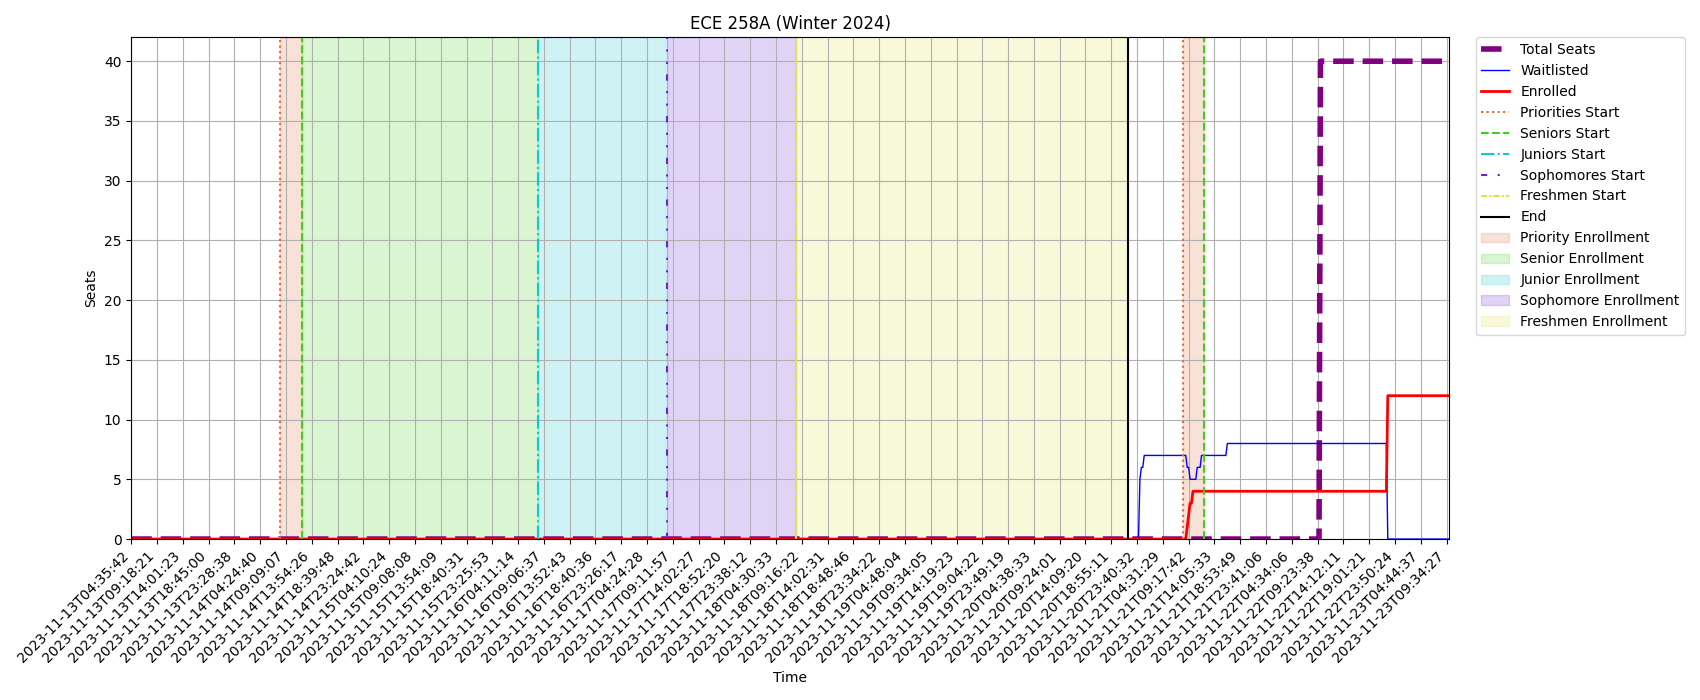 ECE 258A (Winter 2024)
Seats
40
35
30
25
20
15
10
5
0
2023-11-13T04:35:42
2023-11-13T09:18:21
2023-11-13T14:01:23
2023-11-13T18:45:00
2023-11-13T23:28:38
2023-11-14T04:24:40
2023-11-14T09:09:07
2023-11-14T13:54:26
2023-11-14T18:39:48
2023-11-14T23:24:42
2023-11-15T04:10:24
2023-11-15T09:08:08
2023-11-15T13:54:09
2023-11-15T18:40:31
2023-11-15T23:25:53
2023-11-16T04:11:14
2023-11-16T09:06:37
2023-11-16T13:52:43
2023-11-16T18:40:36
2023-11-16T23:26:17
2023-11-17T04:24:28
2023-11-17T09:11:57
2023-11-17T14:02:27
2023-11-17T18:52:20
2023-11-17T23:38:12
2023-11-18T04:30:33
2023-11-18T09:16:22
2023-11-18T14:02:31
2023-11-18T18:48:46
2023-11-18T23:34:22
2023-11-19T04:48:04
2023-11-19T09:34:05
2023-11-19T14:19:23
2023-11-19T19:04:22
2023-11-19T23:49:19
2023-11-20T04:38:33
2023-11-20T09:24:01
2023-11-20T14:09:20
2023-11-20T18:55:11
2023-11-20T23:40:32
2023-11-21T04:31:29
2023-11-21T09:17:42
2023-11-21T14:05:33
2023-11-21T18:53:49
2023-11-21T23:41:06
2023-11-22T04:34:06
2023-11-22T09:23:38
2023-11-22T14:12:11
2023-11-22T19:01:21
2023-11-22T23:50:24
2023-11-23T04:44:37
2023-11-23T09:34:27
Time
Total Seats
Waitlisted
Enrolled
Priorities Start
Seniors Start
Juniors Start
Sophomores Start
Freshmen Start
End
Priority Enrollment
Senior Enrollment
Junior Enrollment
Sophomore Enrollment
Freshmen Enrollment